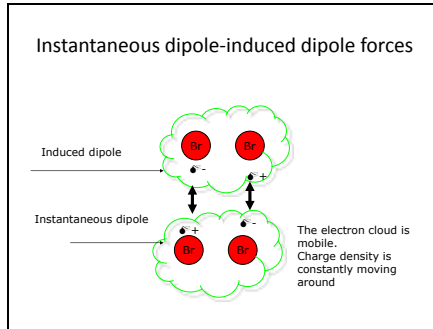 Instantaneous dipole-induced dipole forces
Br Br
Induced dipole
-
+
Instantaneous dipole
+
-
Br Br
The electron cloud is
mobile.
Charge density is
constantly moving
around